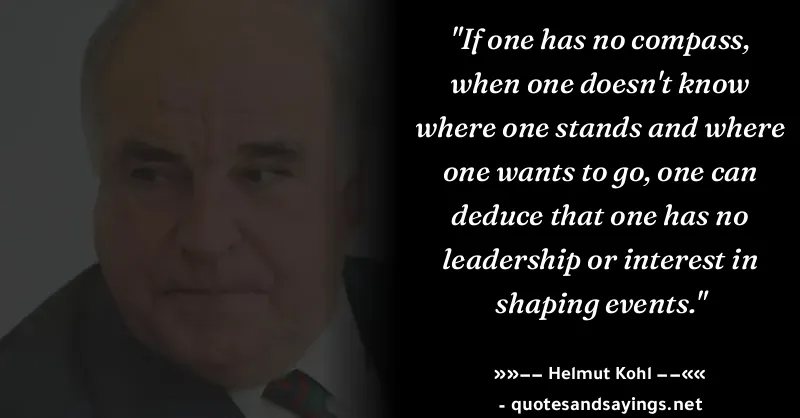 "If one has no compass,
when one doesn't know
where one stands and where
one wants to go, one can
deduce that one has no
leadership or interest in
shaping events."
»»−− Helmut Kohl −−««
- quotesandsayings.net